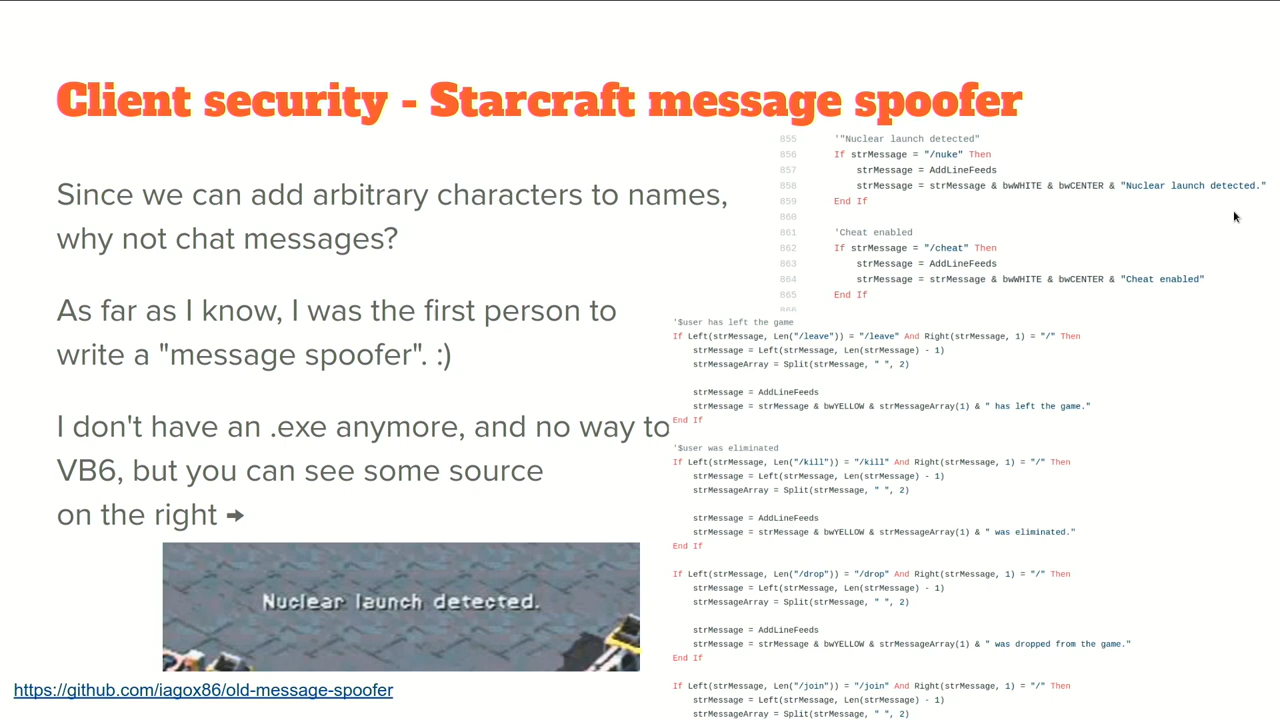 Client security - Starcraft message spoofer
Since we can add arbitrary characters to names,
why not chat messages?
As far as I know, I was the first person to
write a "message spoofer". :)
I don't have an .exe anymore, and no way to
VB6, but you can see some source
on the right ➡
Nuclear launch detected.
https://github.com/iagox86/old-message-spoofer
855 '"Nuclear launch detected"
856 If strMessage = "/nuke" Then
857 strMessage = AddLineFeeds
858 strMessage = strMessage & bwWHITE & bwCENTER & "Nuclear launch detected."
859 End If
860
861 'Cheat enabled
862 If strMessage = "/cheat" Then
863 strMessage = AddLineFeeds
864 strMessage = strMessage & bwWHITE & bwCENTER & "Cheat enabled"
865 End If
'$user has left the game
If Left(strMessage, Len("/leave")) = "/leave" And Right(strMessage, 1) = "/" Then
strMessage = Left(strMessage, Len(strMessage) - 1)
strMessageArray = Split(strMessage, " ", 2)
strMessage = AddLineFeeds
strMessage = strMessage & bwYELLOW & strMessageArray(1) & " has left the game."
End If
'$user was eliminated
If Left(strMessage, Len("/kill")) = "/kill" And Right(strMessage, 1) = "/" Then
strMessage = Left(strMessage, Len(strMessage) - 1)
strMessageArray = Split(strMessage, " ", 2)
strMessage = AddLineFeeds
strMessage = strMessage & bwYELLOW & strMessageArray(1) & " was eliminated."
End If
If Left(strMessage, Len("/drop")) = "/drop" And Right(strMessage, 1) = "/" Then
strMessage = Left(strMessage, Len(strMessage) - 1)
strMessageArray = Split(strMessage, " ", 2)
strMessage = AddLineFeeds
strMessage = strMessage & bwYELLOW & strMessageArray(1) & " was dropped from the game."
End If
If Left(strMessage, Len("/join")) = "/join" And Right(strMessage, 1) = "/" Then
strMessage = Left(strMessage, Len(strMessage) - 1)
strMessageArray = Split(strMessage, " ", 2)